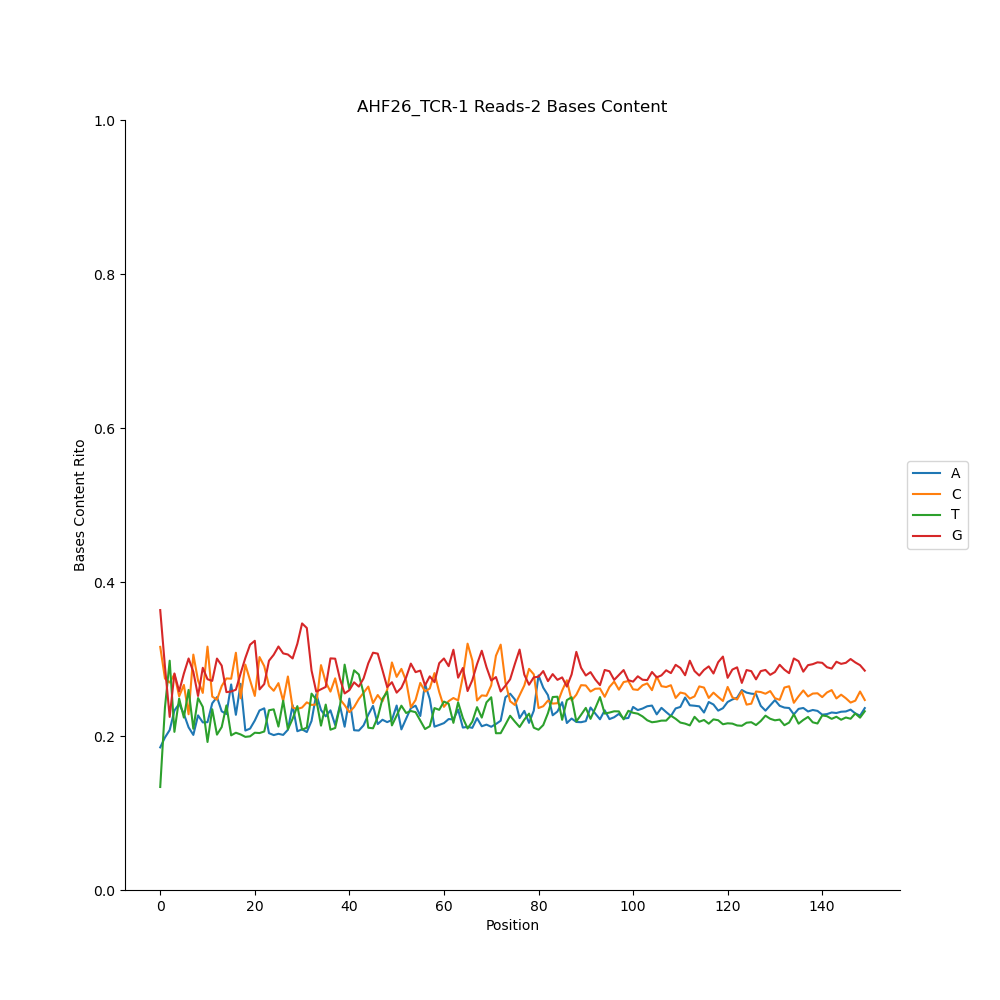 AHF26_TCR-1 Reads-2 Bases Content
1.0
0.8
0.6
0.4
0.2
0.0
Bases Content Rito
0 20 40 60 80 100 120 140
Position
A
C
T
G